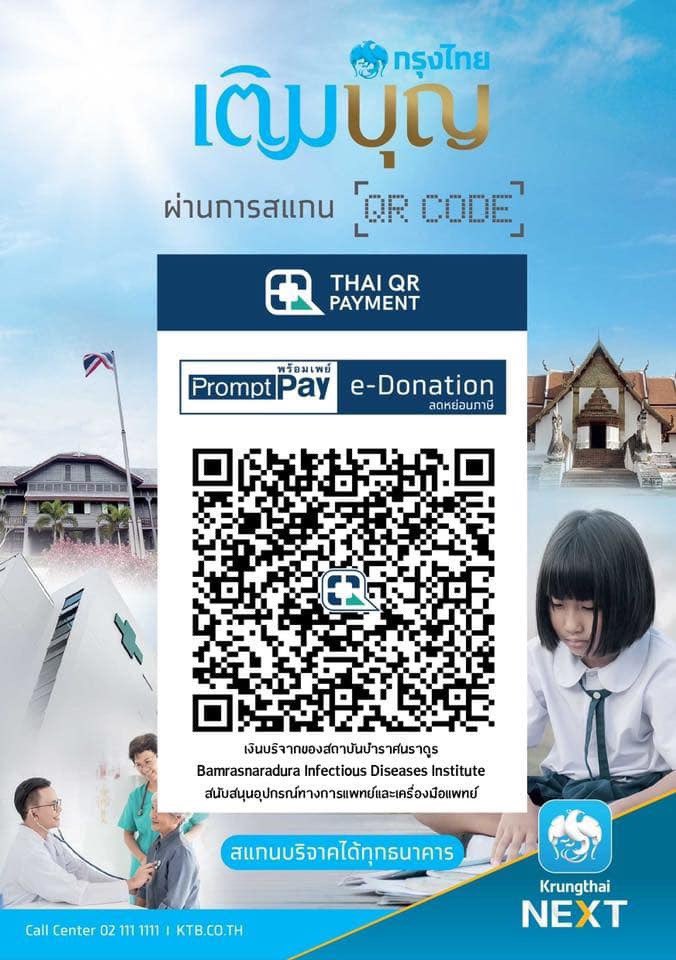 กรุงไทย
เติมบุญ
ผ่านการสแกน QR CODE
THAI QR
PAYMENT
พร้อมเพย์
PromptPay e-Donation
ลดหย่อนภาษี
เงินบริจาคของสถาบันบำราศนราดูร
Bamrasnaradura Infectious Diseases Institute
สนับสนุนอุปกรณ์ทางการแพทย์และเครื่องมือแพทย์
สแกนบริจาคได้ทุกธนาคาร
Krungthai
NEXT
Call Center 02 111 1111 | KTB.CO.TH